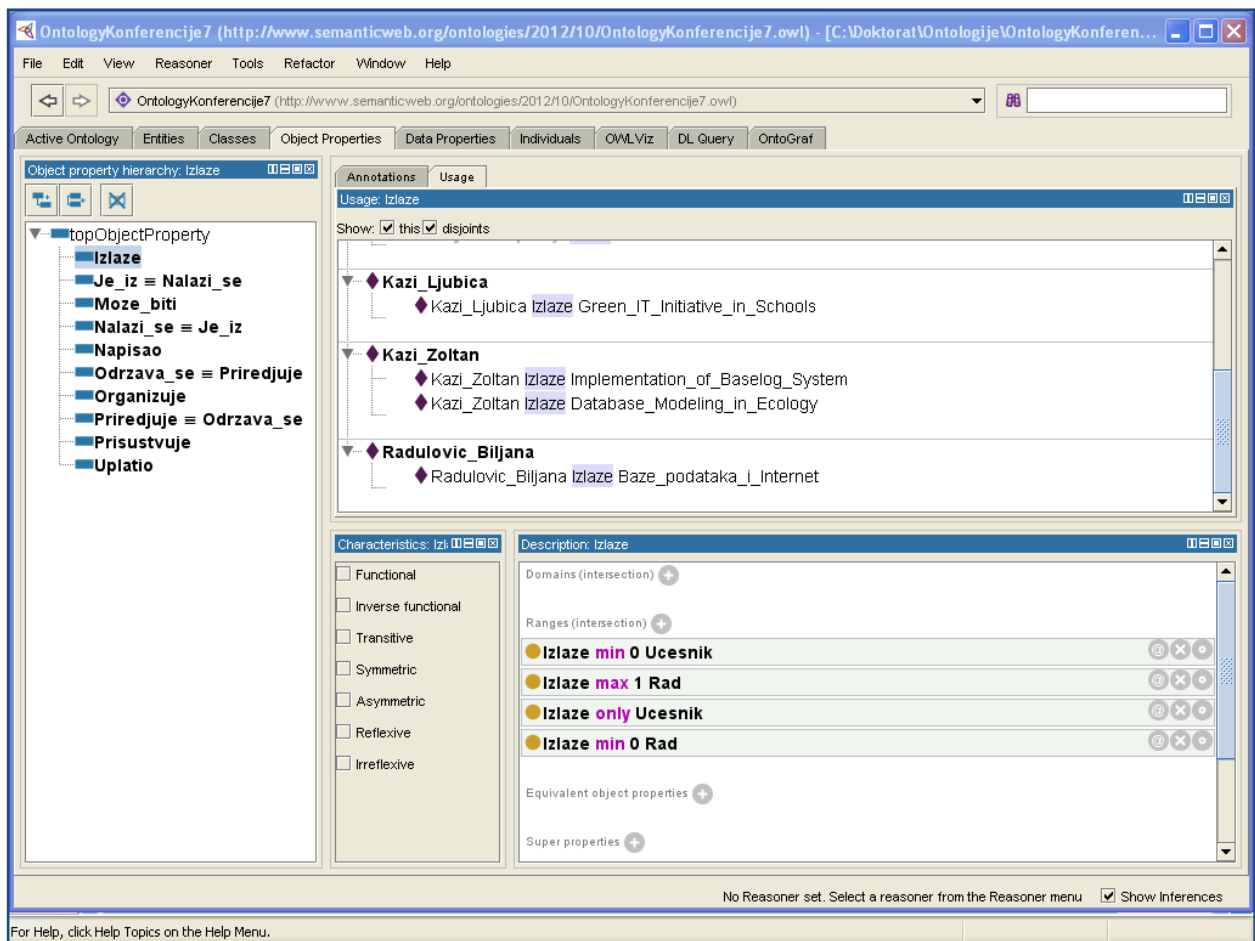 OntologyKonferencije7 (http://www.semanticweb.org/ontologies/2012/10/OntologyKonferencije7.owl) - [C:\Doktorat\Ontologije\OntologyKonferen...
File Edit View Reasoner Tools Refactor Window Help
OntologyKonferencije7 (http://www.semanticweb.org/ontologies/2012/10/OntologyKonferencije7.owl)
Active Ontology Entities Classes Object Properties Data Properties Individuals OWLViz DL Query OntoGraf
Object property hierarchy: Izlaze
topObjectProperty
Izlaze
Je_iz ≡ Nalazi_se
Moze_biti
Nalazi_se ≡ Je_iz
Napisao
Odrzava_se ≡ Priredjuje
Organizuje
Priredjuje ≡ Odrzava_se
Prisustvuje
Uplatio
Annotations Usage
Usage: Izlaze
Show: this disjoints
Kazi_Ljubica
Kazi_Ljubica Izlaze Green_IT_Initiative_in_Schools
Kazi_Zoltan
Kazi_Zoltan Izlaze Implementation_of_Baselog_System
Kazi_Zoltan Izlaze Database_Modeling_in_Ecology
Radulovic_Biljana
Radulovic_Biljana Izlaze Baze_podataka_i_Internet
Characteristics: Izl
Functional
Inverse functional
Transitive
Symmetric
Asymmetric
Reflexive
Irreflexive
Description: Izlaze
Domains (intersection)
Ranges (intersection)
Izlaze min 0 Ucesnik
Izlaze max 1 Rad
Izlaze only Ucesnik
Izlaze min 0 Rad
Equivalent object properties
Super properties
No Reasoner set. Select a reasoner from the Reasoner menu Show Inferences
For Help, click Help Topics on the Help Menu.